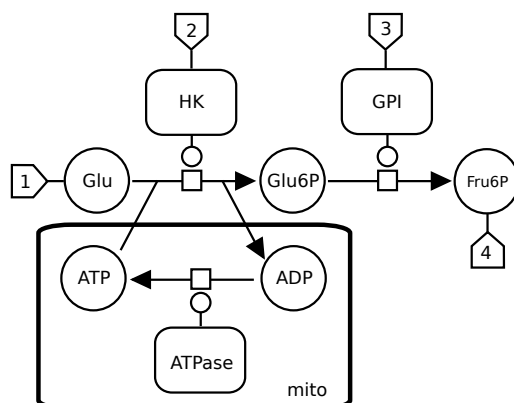 2
3
HK
GPI
1
Glu
Glu6P
Fru6P
ATP
ADP
4
ATPase
mito